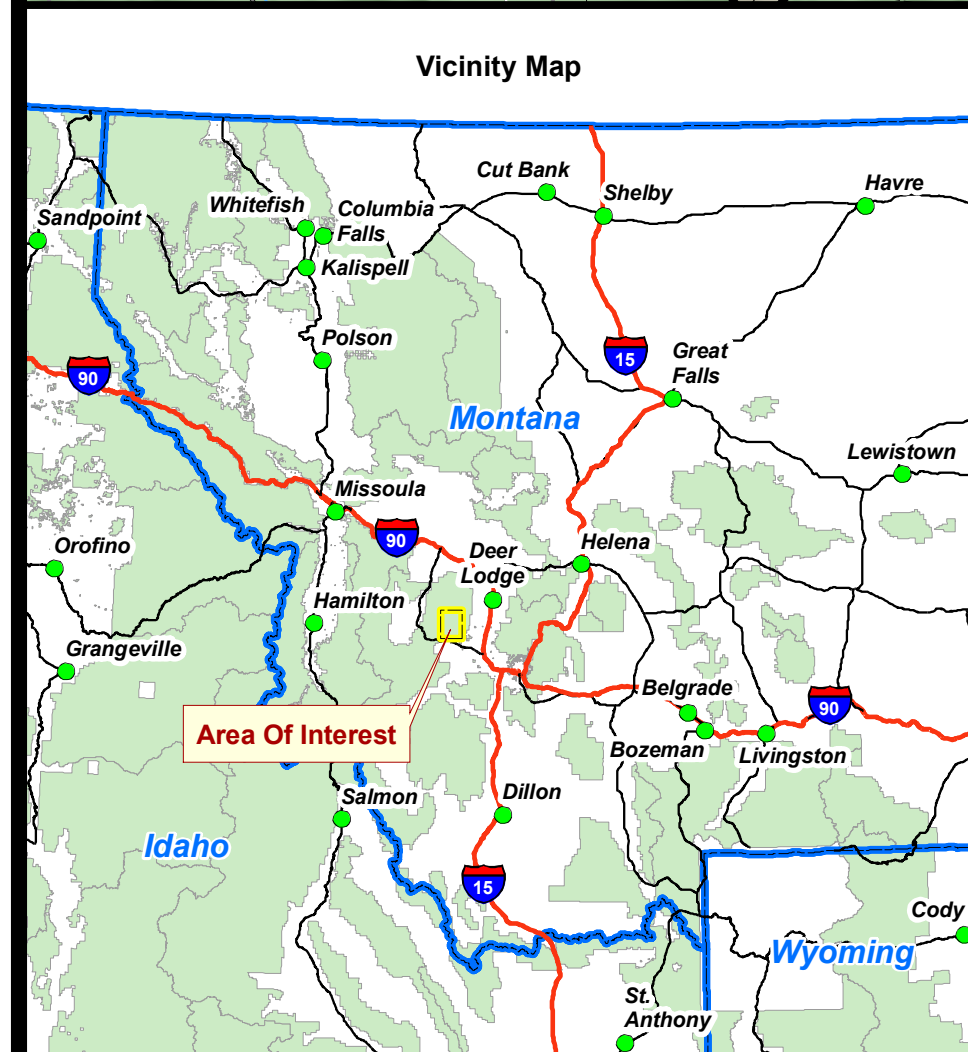 Vicinity Map
Cut Bank
Shelby
Havre
Whitefish
Columbia
Falls
Sandpoint
Kalispell
Polson
15
Great
Falls
90
Montana
Lewistown
Missoula
90
Deer
Lodge
Helena
Orofino
Hamilton
Grangeville
Belgrade
90
Area Of Interest
Bozeman
Livingston
Salmon
Dillon
Idaho
15
Cody
Wyoming
St.
Anthony